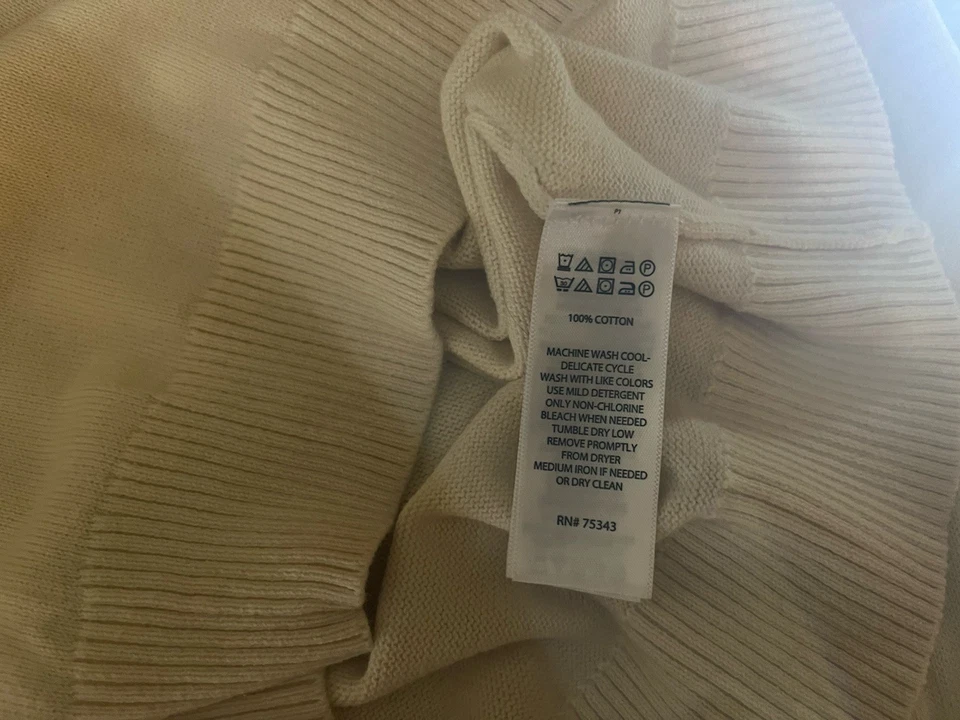 100% COTTON
MACHINE WASH COOL-
DELICATE CYCLE
WASH WITH LIKE COLORS
USE MILD DETERGENT
ONLY NON-CHLORINE
BLEACH WHEN NEEDED
TUMBLE DRY LOW
REMOVE PROMPTLY
FROM DRYER
MEDIUM IRON IF NEEDED
OR DRY CLEAN
RN# 75343